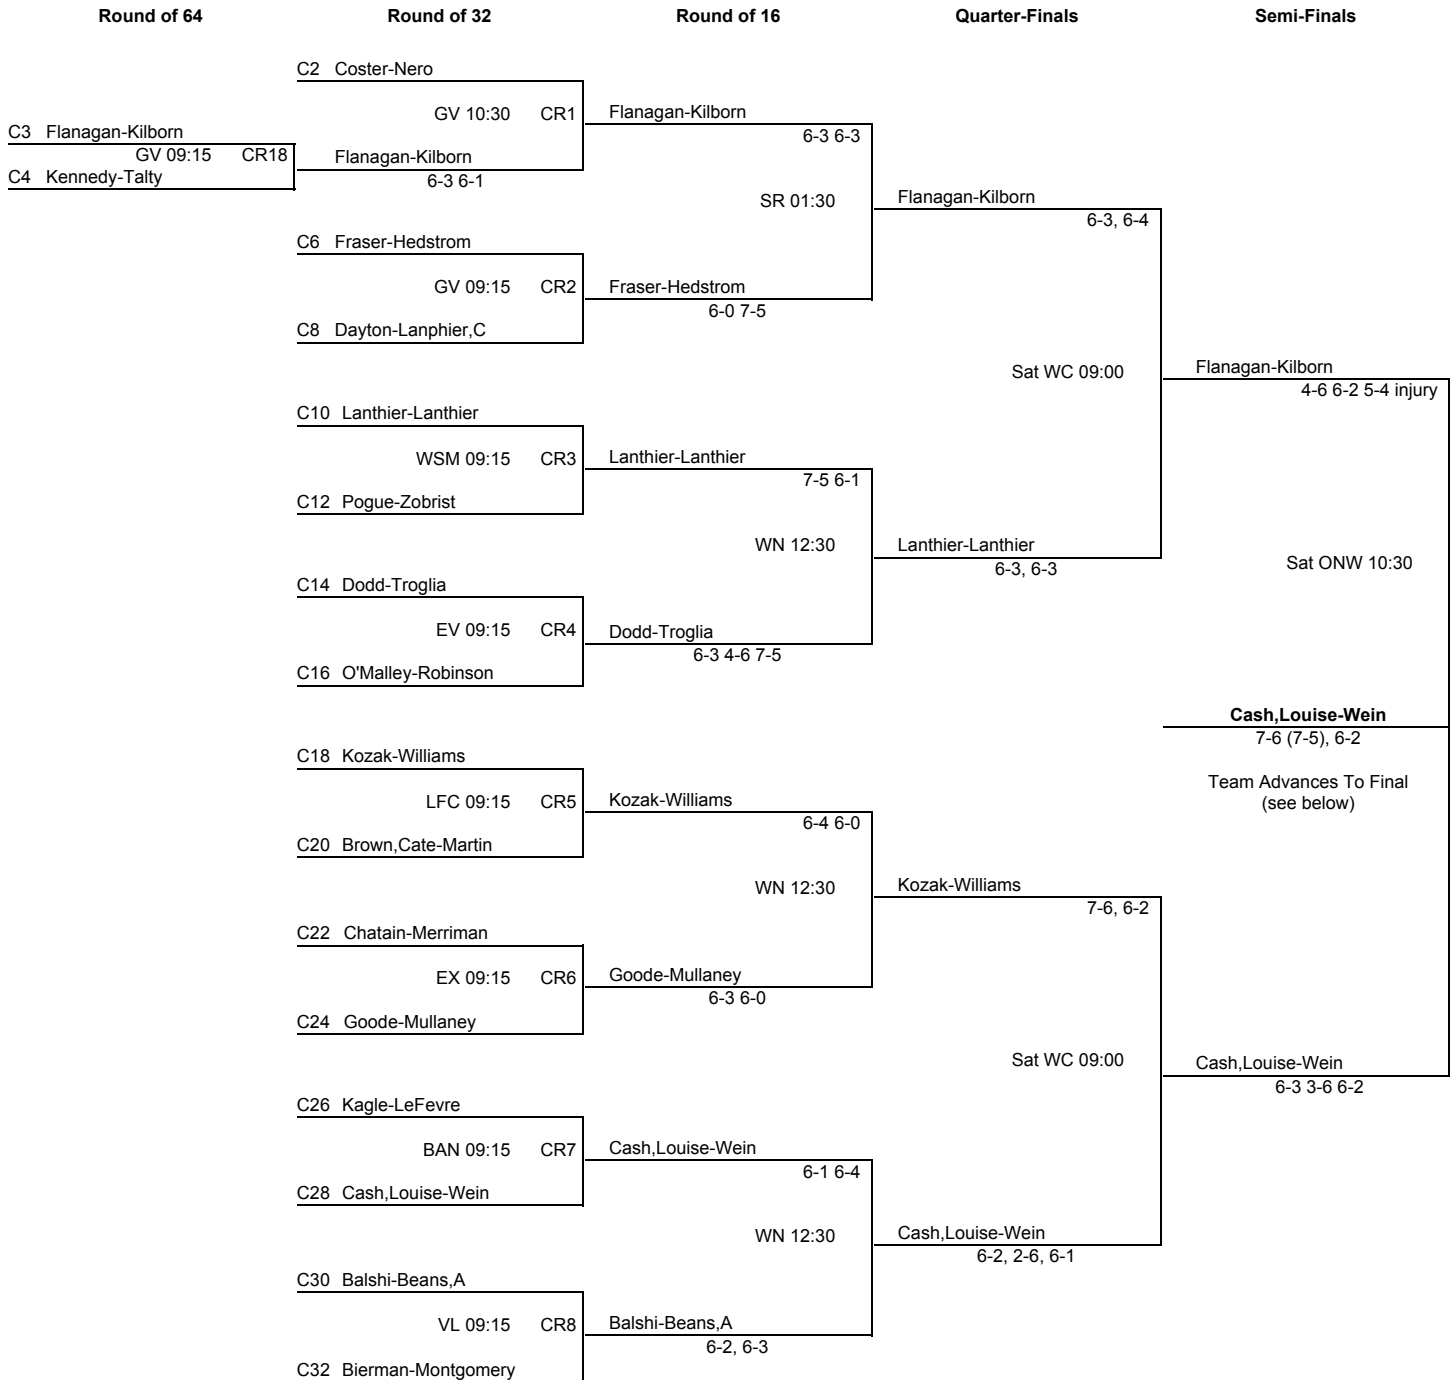 Round of 64 Round of 32 Round of 16 Quarter-Finals Semi-Finals
C2 Coster-Nero
GV 10:30 CR1 Flanagan-Kilborn
C3 Flanagan-Kilborn 6-3 6-3
GV 09:15 CR18 Flanagan-Kilborn
C4 Kennedy-Talty 6-3 6-1
SR 01:30 Flanagan-Kilborn
6-3, 6-4
C6 Fraser-Hedstrom
GV 09:15 CR2 Fraser-Hedstrom
6-0 7-5
C8 Dayton-Lanphier,C
Sat WC 09:00 Flanagan-Kilborn
4-6 6-2 5-4 injury
C10 Lanthier-Lanthier
WSM 09:15 CR3 Lanthier-Lanthier
7-5 6-1
C12 Pogue-Zobrist
WN 12:30 Lanthier-Lanthier
6-3, 6-3 Sat ONW 10:30
C14 Dodd-Troglia
EV 09:15 CR4 Dodd-Troglia
6-3 4-6 7-5
C16 O'Malley-Robinson
Cash,Louise-Wein
7-6 (7-5), 6-2
C18 Kozak-Williams
Team Advances To Final
LFC 09:15 CR5 Kozak-Williams (see below)
6-4 6-0
C20 Brown,Cate-Martin
WN 12:30 Kozak-Williams
7-6, 6-2
C22 Chatain-Merriman
EX 09:15 CR6 Goode-Mullaney
6-3 6-0
C24 Goode-Mullaney
Sat WC 09:00 Cash,Louise-Wein
6-3 3-6 6-2
C26 Kagle-LeFevre
BAN 09:15 CR7 Cash,Louise-Wein
6-1 6-4
C28 Cash,Louise-Wein
WN 12:30 Cash,Louise-Wein
6-2, 2-6, 6-1
C30 Balshi-Beans,A
VL 09:15 CR8 Balshi-Beans,A
6-2, 6-3
C32 Bierman-Montgomery